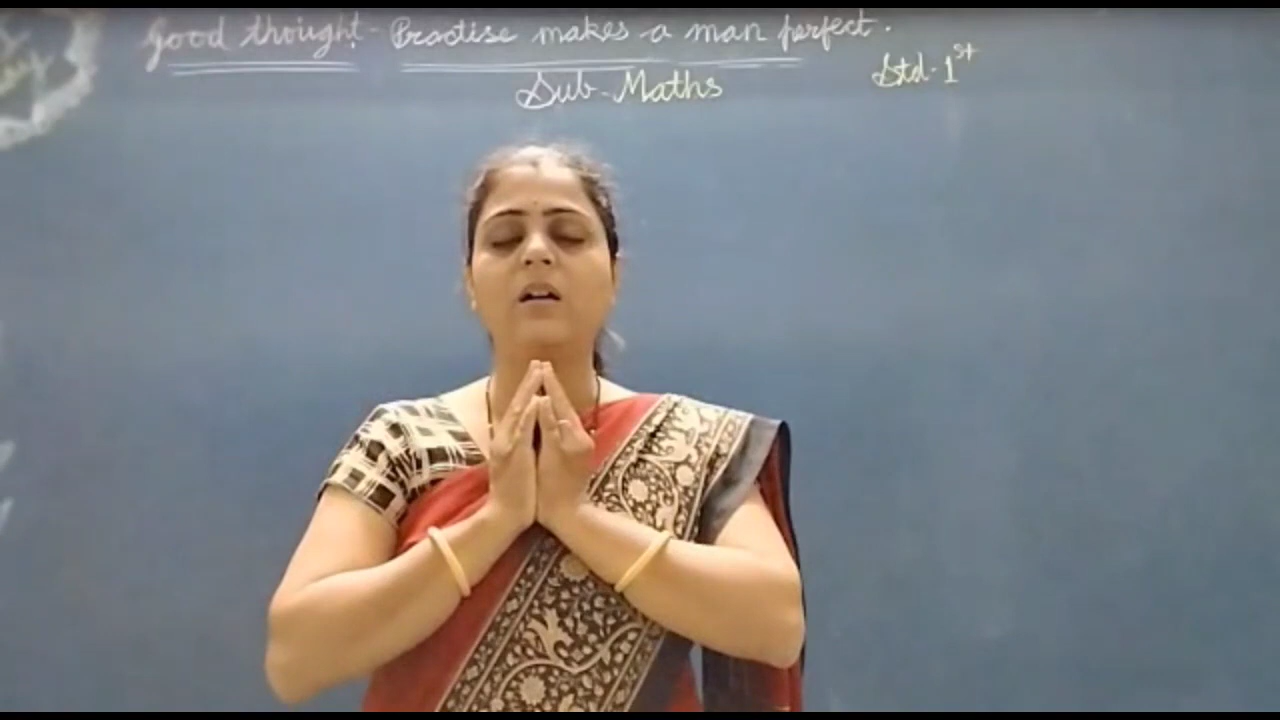 Good thought - Practise makes a man perfect.
Sub-Maths
Std-1st